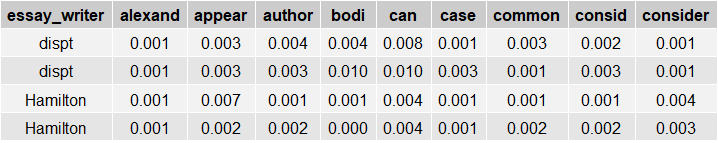 essay_writer alexand appear author bodi can case common consid consider
dispt 0.001 0.003 0.004 0.004 0.008 0.001 0.003 0.002 0.001
dispt 0.001 0.003 0.003 0.010 0.010 0.003 0.001 0.003 0.001
Hamilton 0.001 0.007 0.001 0.001 0.004 0.001 0.001 0.001 0.004
Hamilton 0.001 0.002 0.002 0.000 0.004 0.001 0.002 0.002 0.003